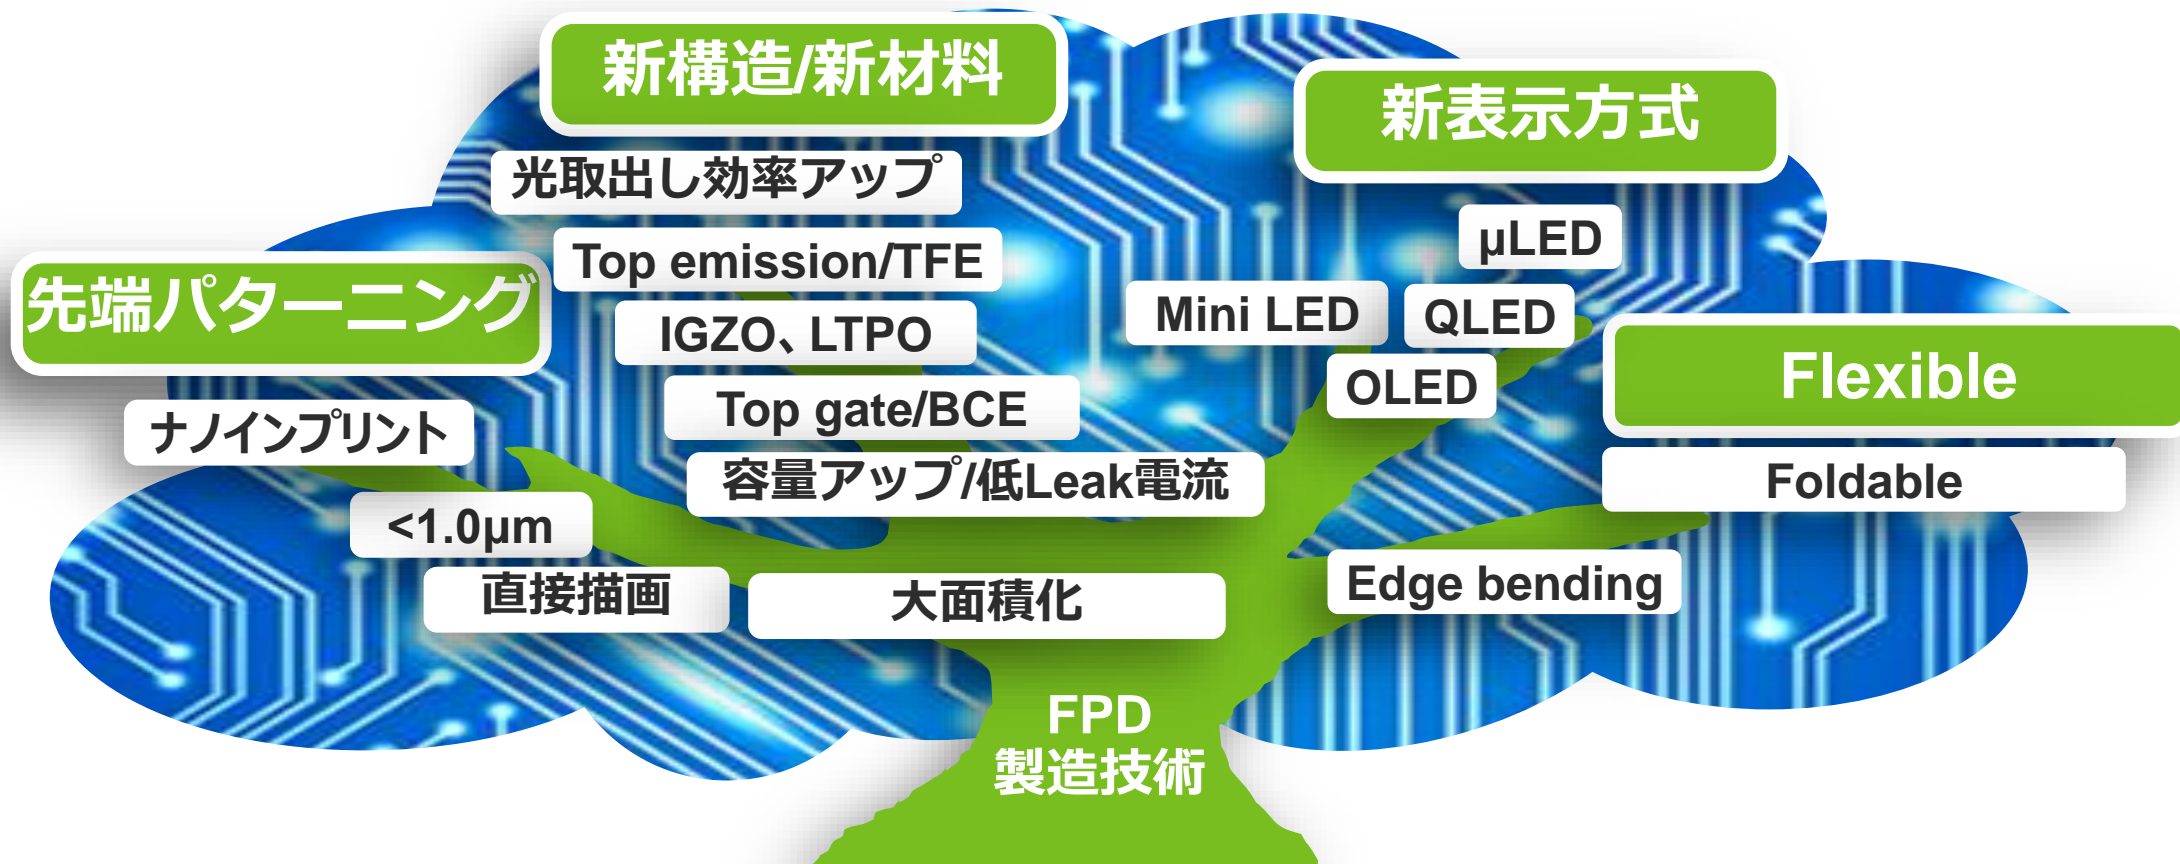 新構造/新材料
光取出し効率アップ
Top emission/TFE
IGZO、LTPO
Top gate/BCE
容量アップ/低Leak電流
新表示方式
μLED
Mini LED
QLED
OLED
先端パターニング
ナノインプリント
<1.0μm
直接描画
大面積化
Flexible
Foldable
Edge bending
FPD
製造技術